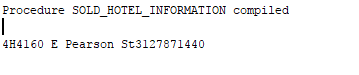 Procedure SOLD_HOTEL_INFORMATION compiled
4H4160 E Pearson St3127871440